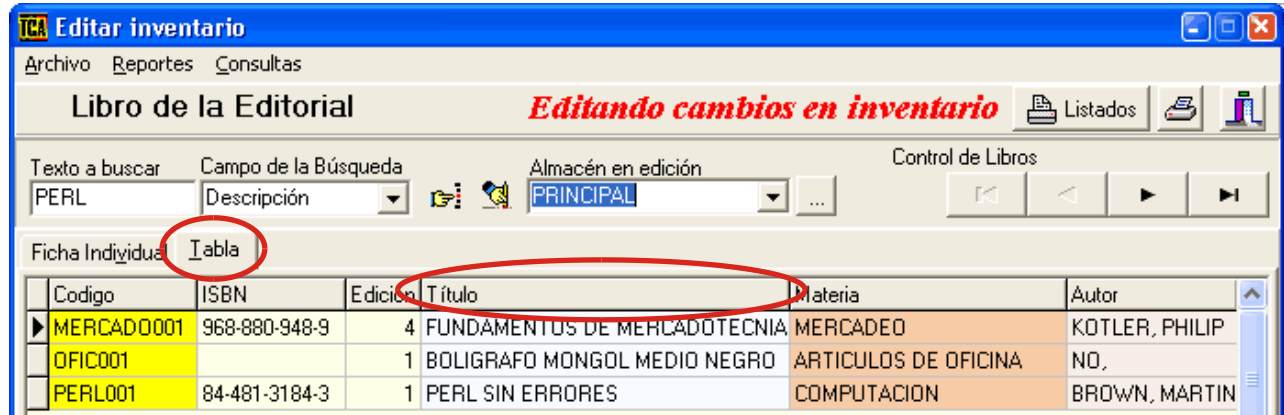 TCA Editar inventario
Archivo Reportes Consultas
Libro de la Editorial Editando cambios en inventario Listados
Texto a buscar Campo de la Búsqueda Almacén en edición Control de Libros
PERL Descripción PRINCIPAL ...
Ficha Individual Tabla
Codigo ISBN Edición Título Materia Autor
MERCADO001 968-880-948-9 4 FUNDAMENTOS DE MERCADOTECNIA MERCADEO KOTLER, PHILIP
OFIC001 1 BOLIGRAFO MONGOL MEDIO NEGRO ARTICULOS DE OFICINA NO,
PERL001 84-481-3184-3 1 PERL SIN ERRORES COMPUTACION BROWN, MARTIN